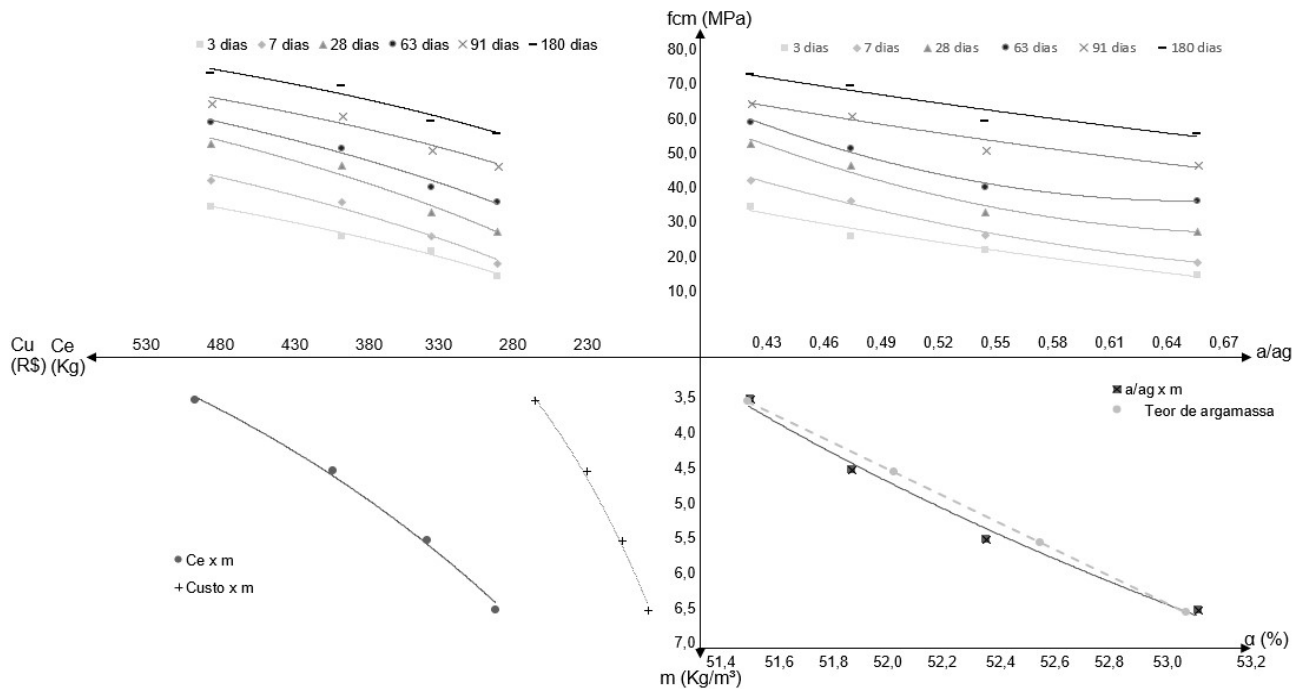 fcm (MPa)
3 dias 7 dias 28 dias 63 dias 91 dias 180 dias
3 dias 7 dias 28 dias 63 dias 91 dias 180 dias
80,0
70,0
60,0
50,0
40,0
30,0
20,0
10,0
Cu (R$)
Ce (Kg)
530 480 430 380 330 280 230
0,43 0,46 0,49 0,52 0,55 0,58 0,61 0,64 0,67
a/ag
3,5
4,0
4,5
5,0
5,5
6,0
6,5
7,0
a/ag x m
Teor de argamassa
Ce x m
Custo x m
α (%)
51,4 51,6 51,8 52,0 52,2 52,4 52,6 52,8 53,0 53,2
m (Kg/m³)